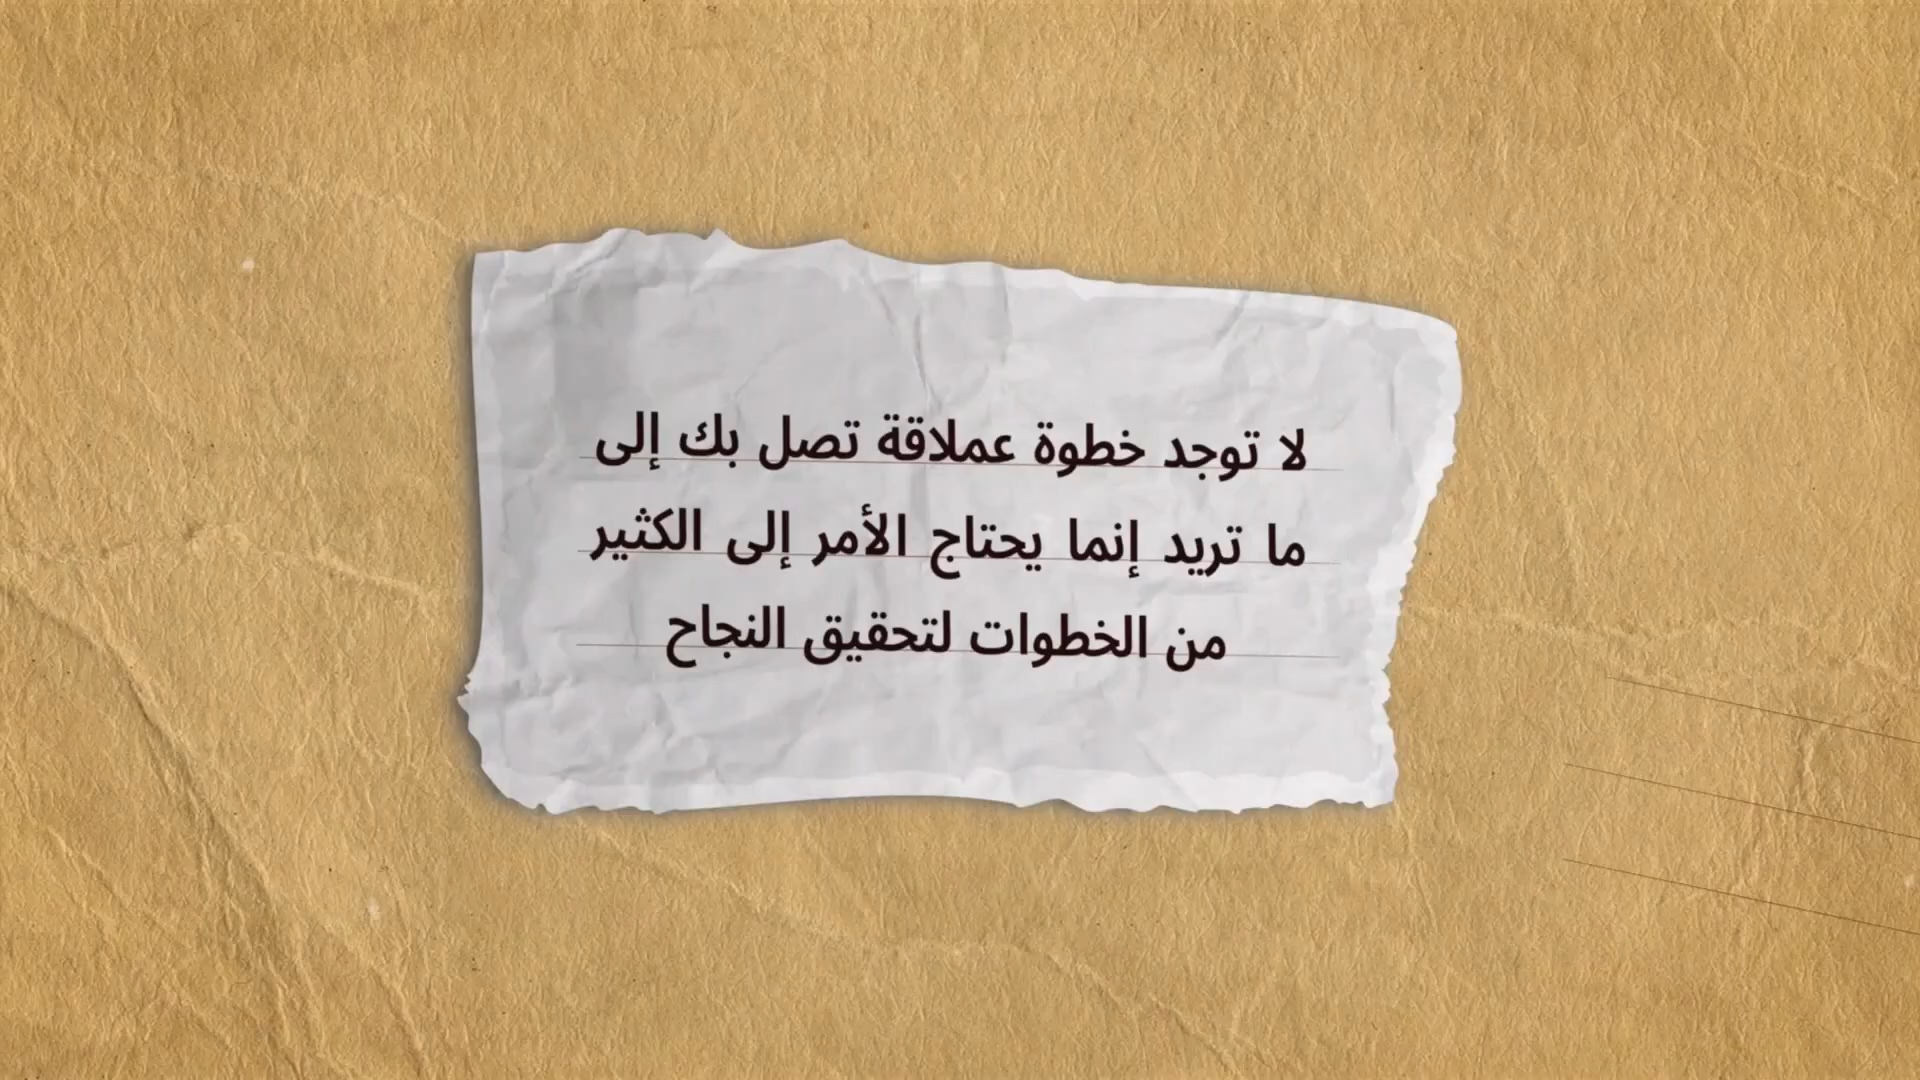 لا توجد خطوة عملاقة تصل بك إلى
ما تريد إنما يحتاج الأمر إلى الكثير
من الخطوات لتحقيق النجاح